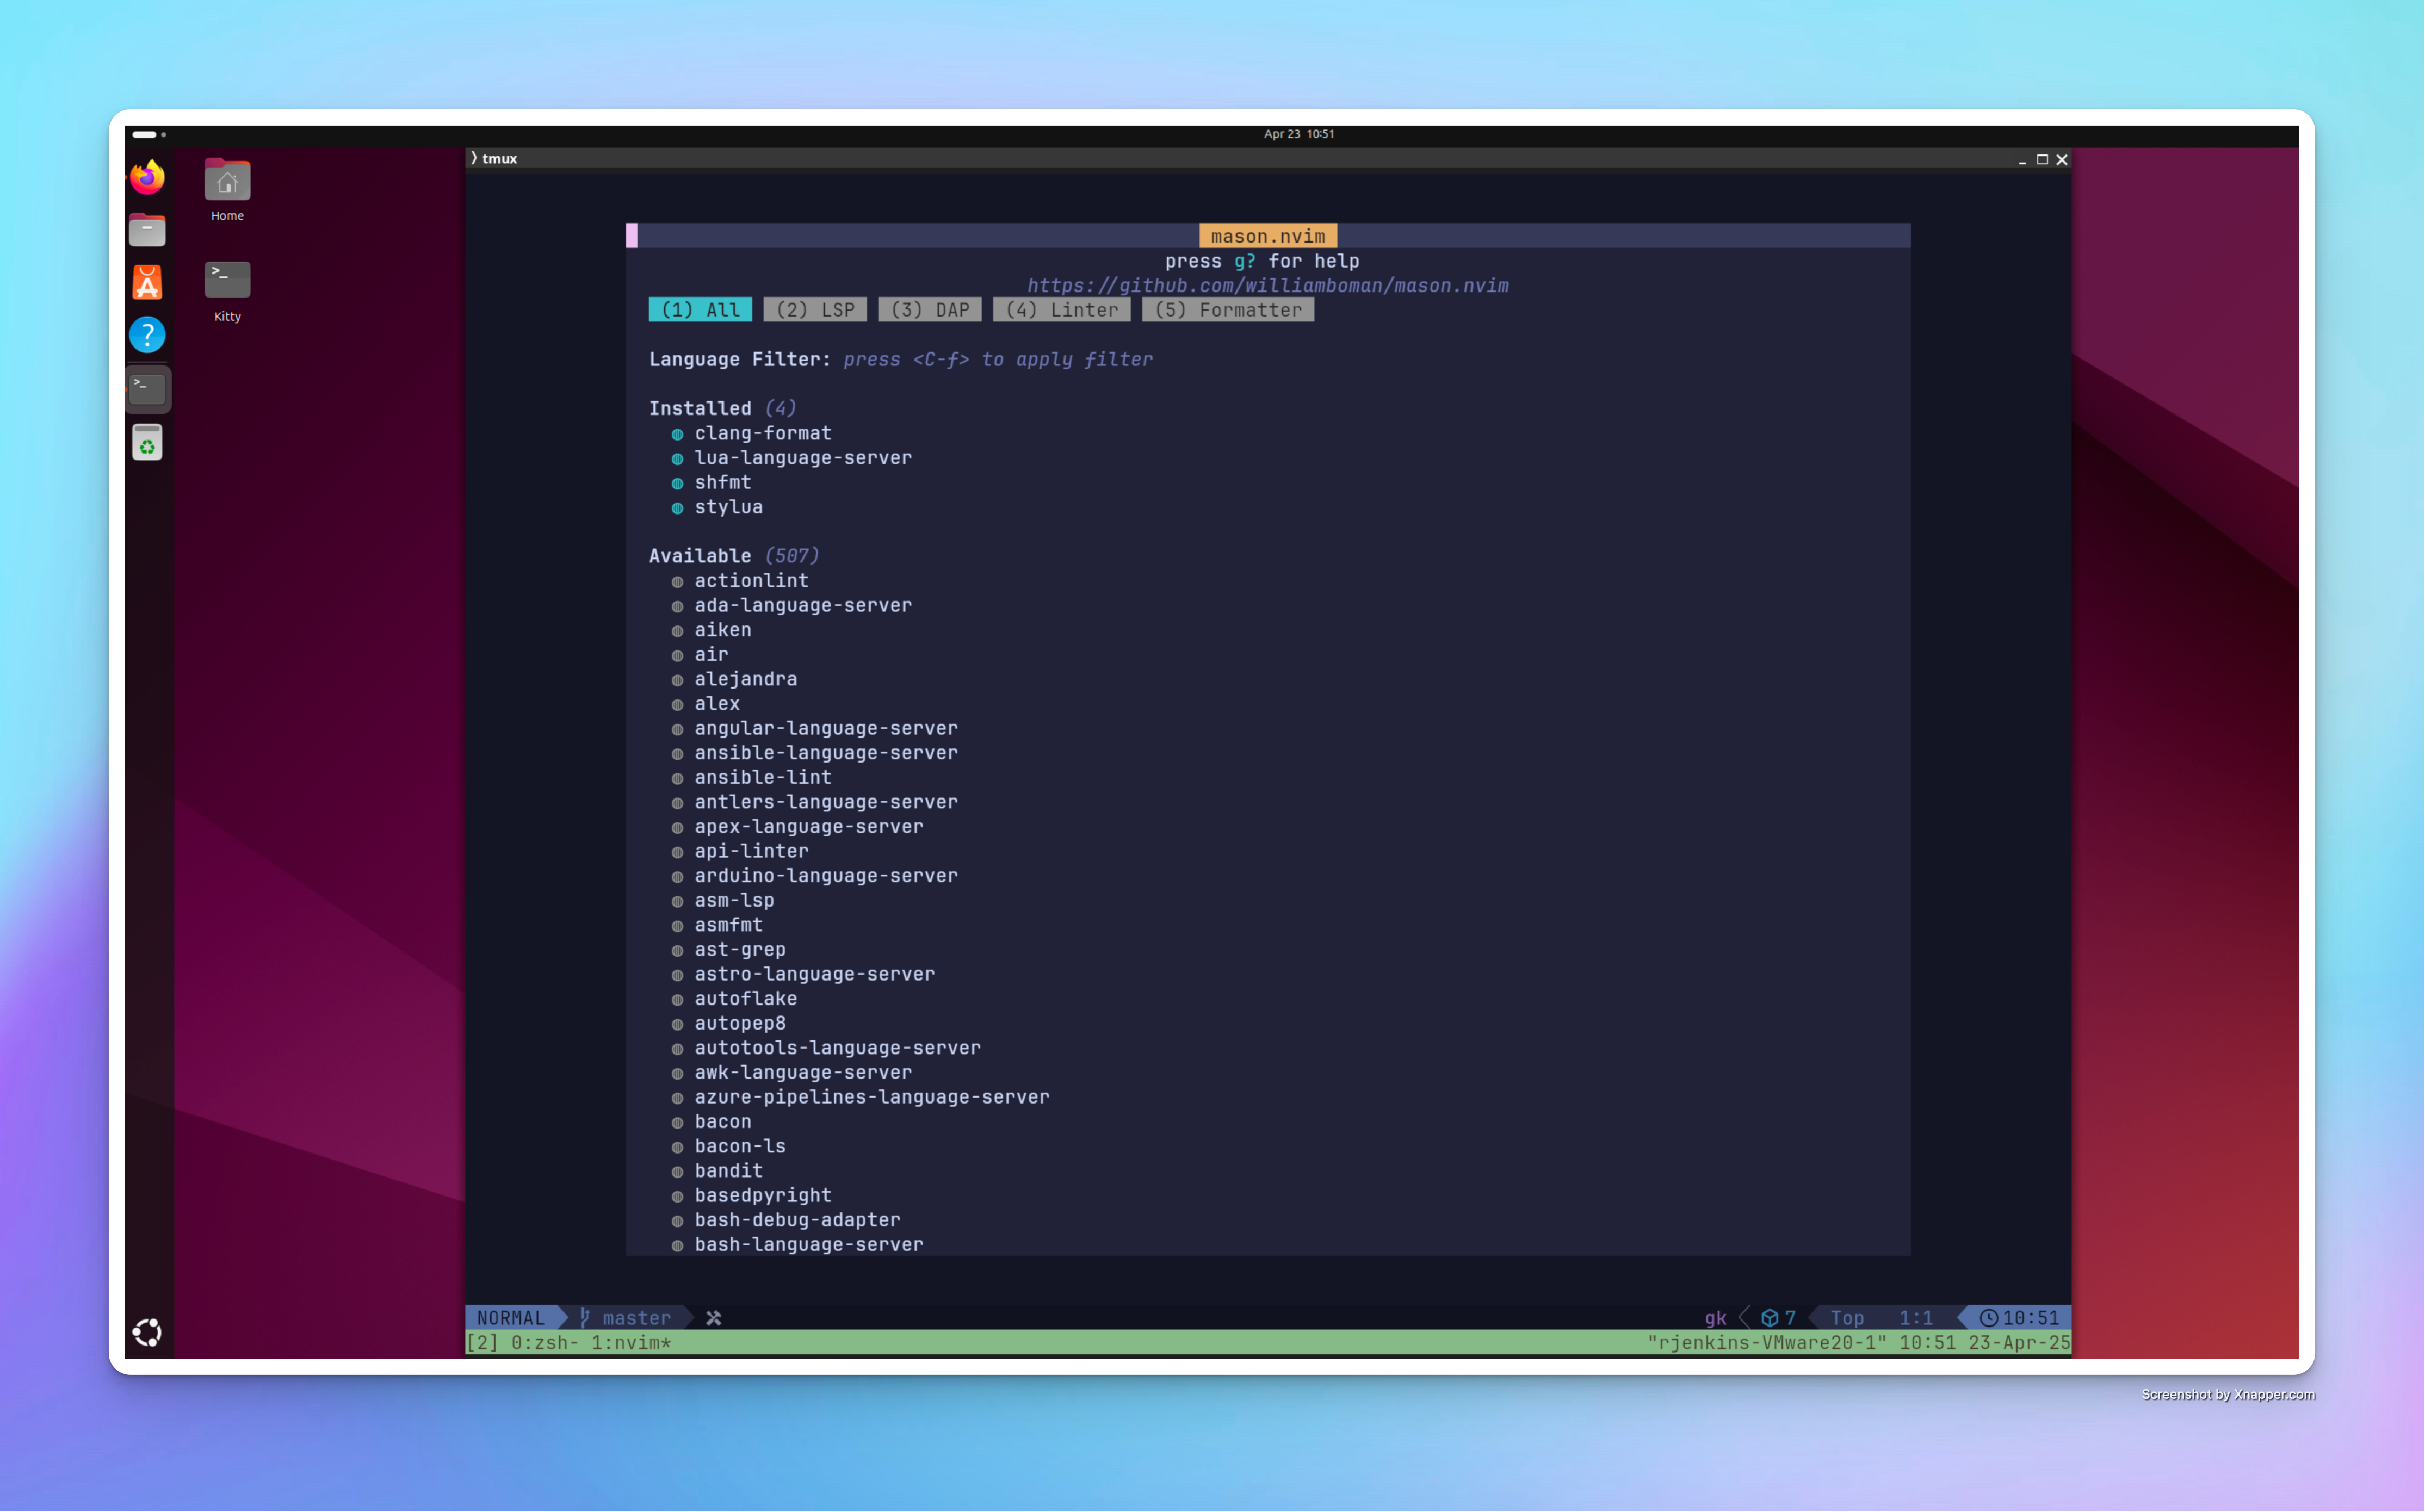 Apr 23 10:51
tmux
Home
Kitty
mason.nvim
press g? for help
https://github.com/williamboman/mason.nvim
(1) All (2) LSP (3) DAP (4) Linter (5) Formatter
Language Filter: press <C-f> to apply filter
Installed (4)
clang-format
lua-language-server
shfmt
stylua
Available (507)
actionlint
ada-language-server
aiken
air
alejandra
alex
angular-language-server
ansible-language-server
ansible-lint
antlers-language-server
apex-language-server
api-linter
arduino-language-server
asm-lsp
asmfmt
ast-grep
astro-language-server
autoflake
autopep8
autotools-language-server
awk-language-server
azure-pipelines-language-server
bacon
bacon-ls
bandit
basedpyright
bash-debug-adapter
bash-language-server
NORMAL master gk 7 Top 1:1 10:51
[2] 0:zsh- 1:nvim* "rjenkins-VMware20-1" 10:51 23-Apr-25
Screenshot by Xnapper.com